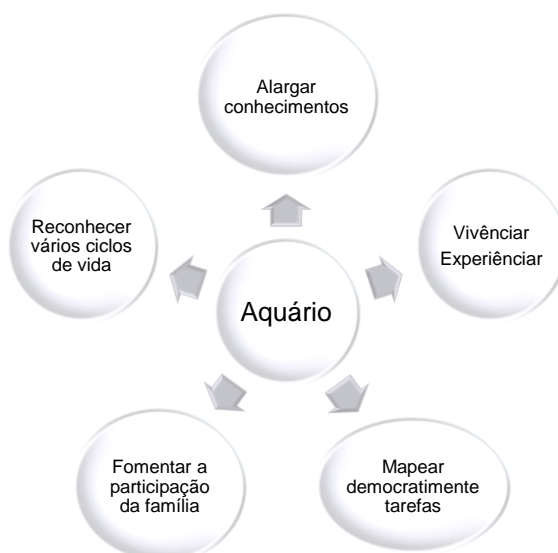 Alargar
conhecimentos
Reconhecer
vários ciclos
de vida
Vivênciar
Experiênciar
Aquário
Fomentar a
participação
da família
Mapear
democratimente
tarefas